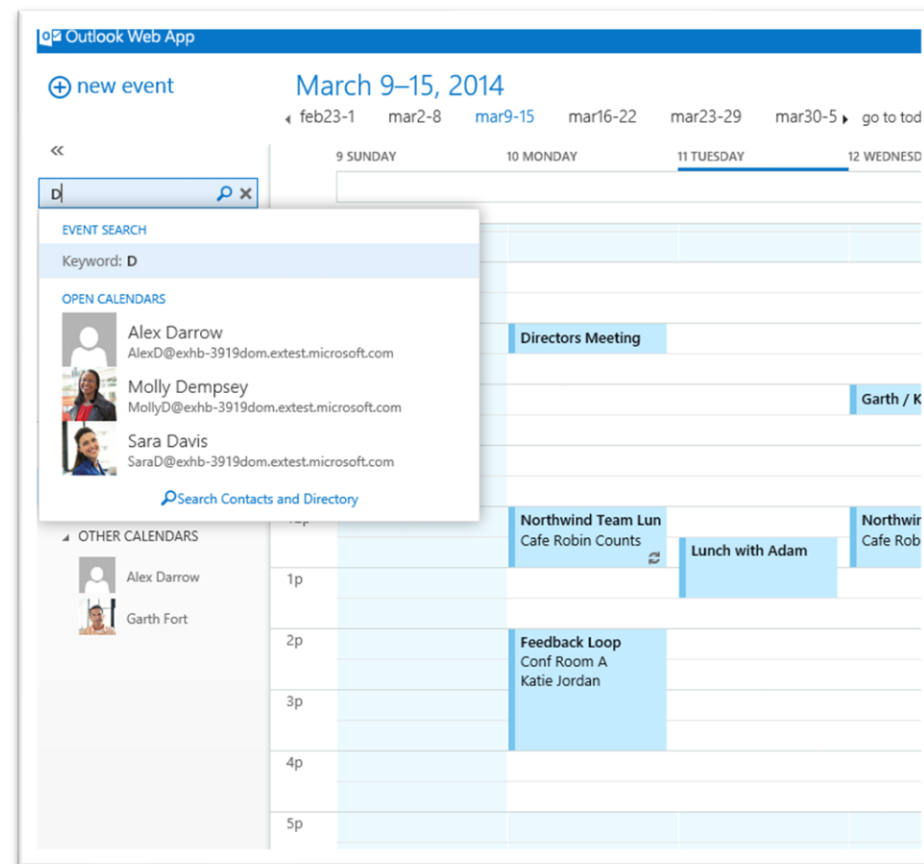 Outlook Web App
new event
March 9–15, 2014
feb23-1 mar2-8 mar9-15 mar16-22 mar23-29 mar30-5 go to tod
9 SUNDAY 10 MONDAY 11 TUESDAY 12 WEDNESD
D
EVENT SEARCH
Keyword: D
OPEN CALENDARS
Alex Darrow
AlexD@exhb-3919dom.extest.microsoft.com
Molly Dempsey
MollyD@exhb-3919dom.extest.microsoft.com
Sara Davis
SaraD@exhb-3919dom.extest.microsoft.com
Search Contacts and Directory
OTHER CALENDARS
Alex Darrow
Garth Fort
Directors Meeting
Garth / K
Northwind Team Lun
Cafe Robin Counts
Lunch with Adam
Northwin
Cafe Rob
1p
2p
Feedback Loop
Conf Room A
Katie Jordan
3p
4p
5p